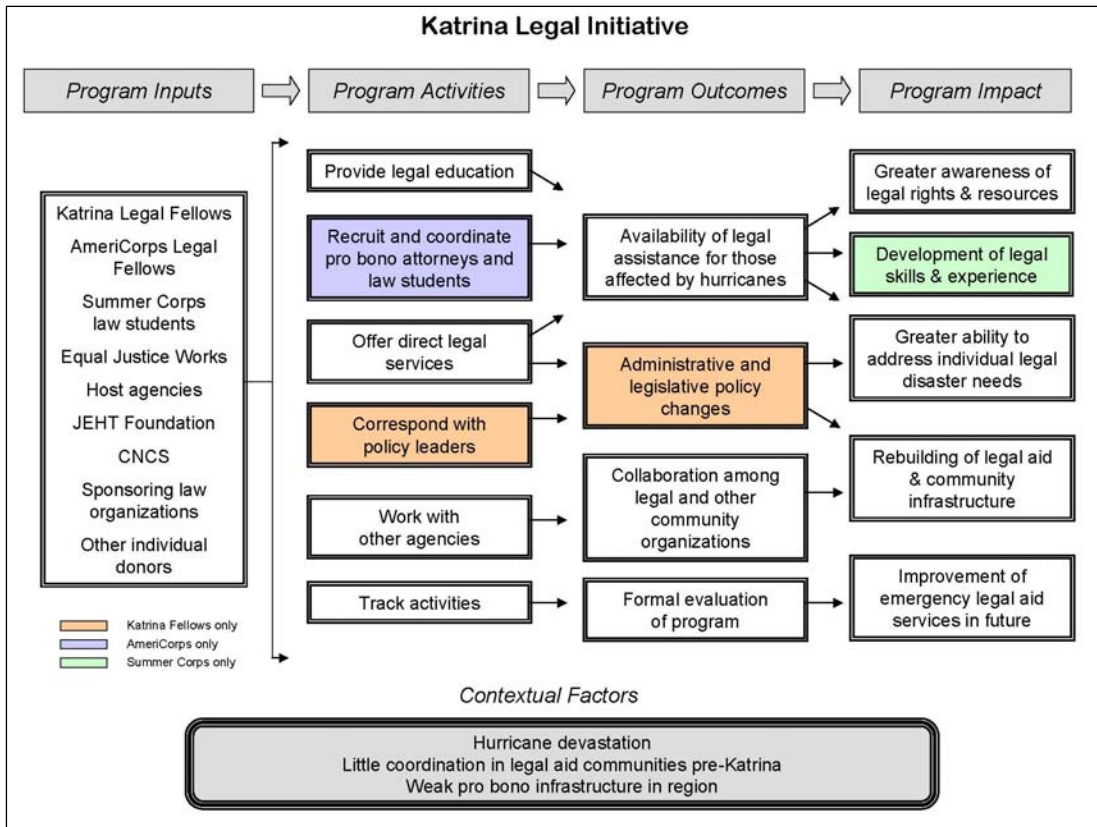 Katrina Legal Initiative
Program Inputs
Program Activities
Program Outcomes
Program Impact
Katrina Legal Fellows
AmeriCorps Legal
Fellows
Summer Corps
law students
Equal Justice Works
Host agencies
JEHT Foundation
CNCS
Sponsoring law
organizations
Other individual
donors
Provide legal education
Recruit and coordinate
pro bono attorneys and
law students
Offer direct legal
services
Correspond with
policy leaders
Work with
other agencies
Track activities
Availability of legal
assistance for those
affected by hurricanes
Administrative and
legislative policy
changes
Collaboration among
legal and other
community
organizations
Formal evaluation
of program
Greater awareness of
legal rights & resources
Development of legal
skills & experience
Greater ability to
address individual legal
disaster needs
Rebuilding of legal aid
& community
infrastructure
Improvement of
emergency legal aid
services in future
Katrina Fellows only
AmeriCorps only
Summer Corps only
Contextual Factors
Hurricane devastation
Little coordination in legal aid communities pre-Katrina
Weak pro bono infrastructure in region